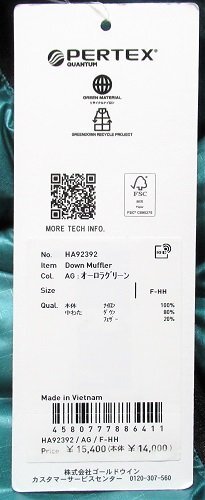 PERTEX®
QUANTUM
GREEN MATERIAL
GREENDOWN RECYCLE PROJECT
FSC
MIX
MORE TECH INFO.
No. HA92392
Item Down Muffler
Col. AG : オーロラグリーン
Size F-HH
Qual. 本体 ナイロン 100%
中わた ダウン 80%
フェザー 20%
Made in Vietnam
4580777886411
HA92392 / AG / F-HH
Price ¥ 15,400 (本体 ¥ 14,000)
株式会社ゴールドウイン
カスタマーサービスセンター 0120-307-560